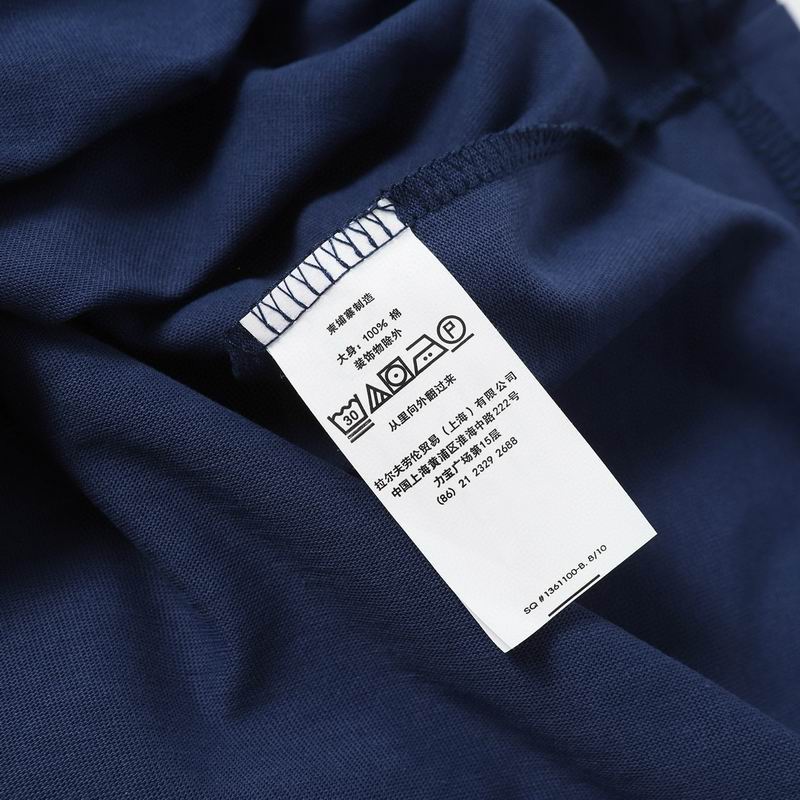 柬埔寨制造
大身：100% 棉
装饰物除外
30 P
从里向外翻过来
拉尔夫劳伦贸易（上海）有限公司
中国上海黄浦区淮海中路222号
力宝广场第15层
(86) 21 2329 2688
SQ #1361100-B. 8/10